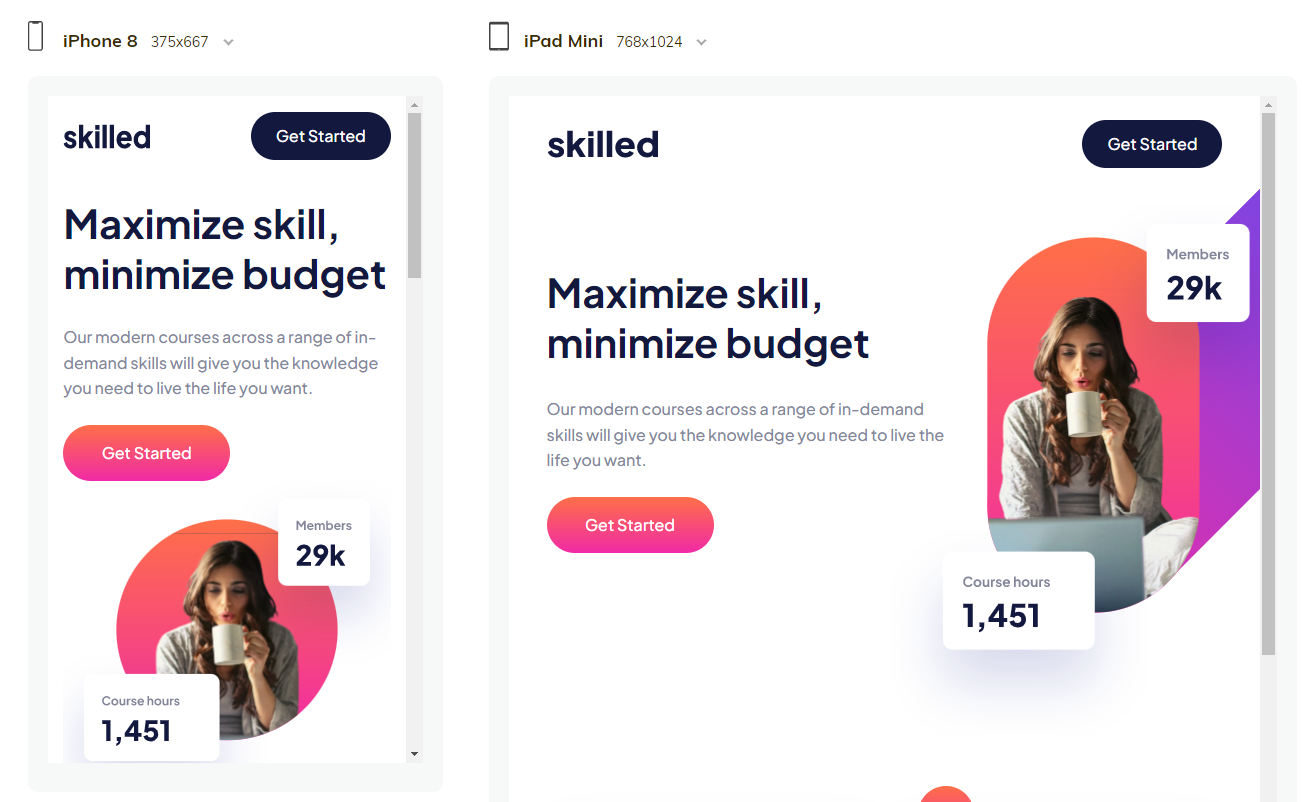 iPhone 8 375x667
skilled
Get Started
Maximize skill,
minimize budget
Our modern courses across a range of in-
demand skills will give you the knowledge
you need to live the life you want.
Get Started
Members
29k
Course hours
1,451
iPad Mini 768x1024
skilled
Get Started
Members
29k
Maximize skill,
minimize budget
Our modern courses across a range of in-demand
skills will give you the knowledge you need to live the
life you want.
Get Started
Course hours
1,451